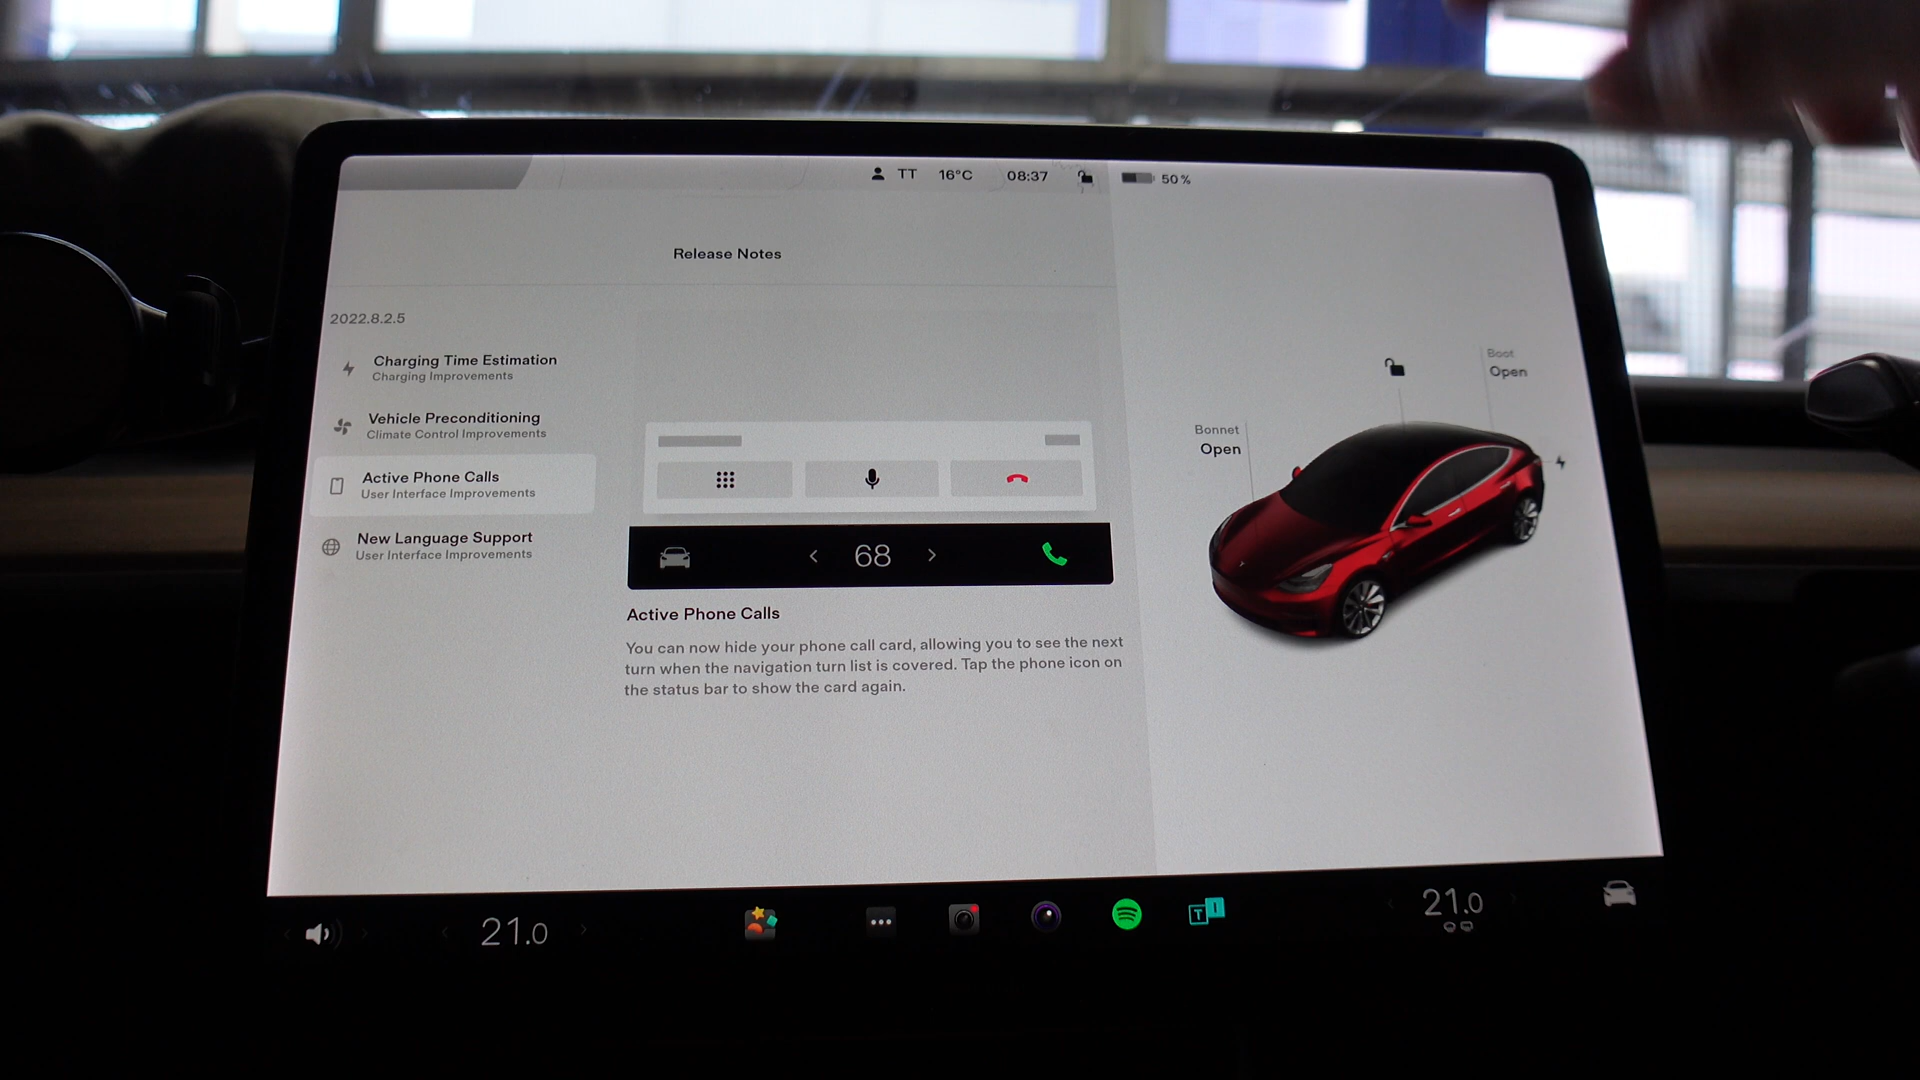 TT 16°C 08:37 50%
Release Notes
2022.8.2.5
Charging Time Estimation
Charging Improvements
Vehicle Preconditioning
Climate Control Improvements
Active Phone Calls
User Interface Improvements
New Language Support
User Interface Improvements
68
Active Phone Calls
You can now hide your phone call card, allowing you to see the next
turn when the navigation turn list is covered. Tap the phone icon on
the status bar to show the card again.
Boot
Open
Bonnet
Open
21.0
T I
21.0